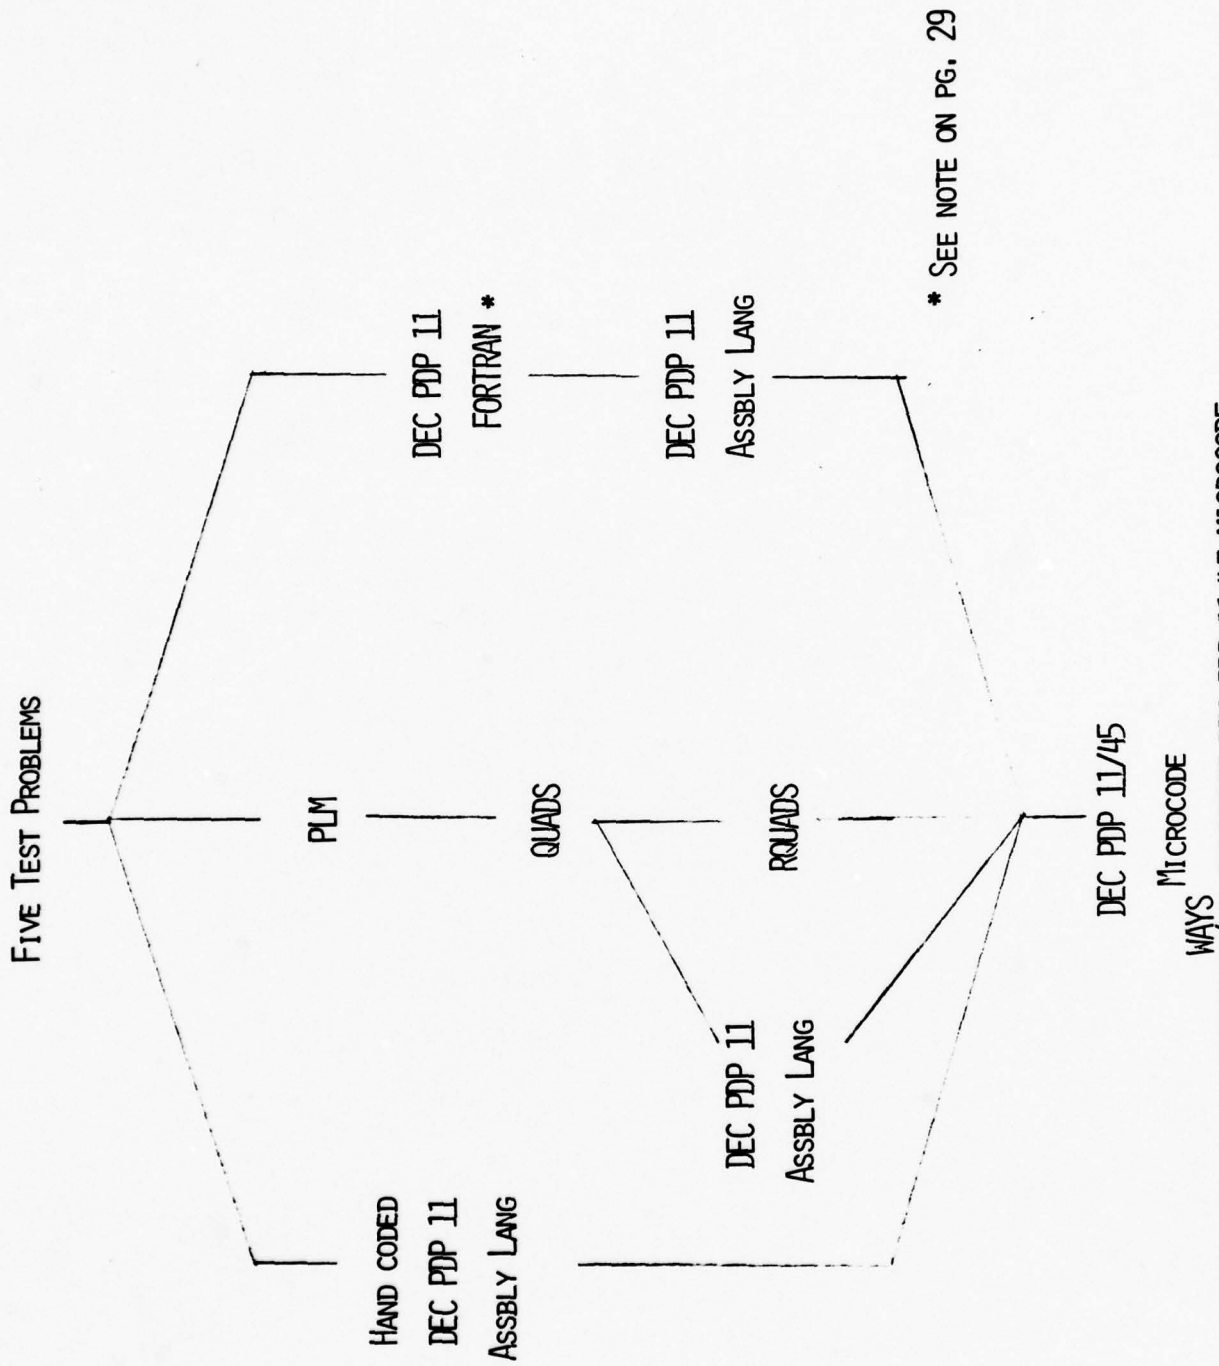 FIVE TEST PROBLEMS
HAND CODED
DEC PDP 11
ASSBLY LANG
PLM
DEC PDP 11
FORTRAN *
QUADS
DEC PDP 11
ASSBLY LANG
RQUADS
DEC PDP 11
ASSBLY LANG
* SEE NOTE ON PG. 29
DEC PDP 11/45
MICROCODE
WAYS